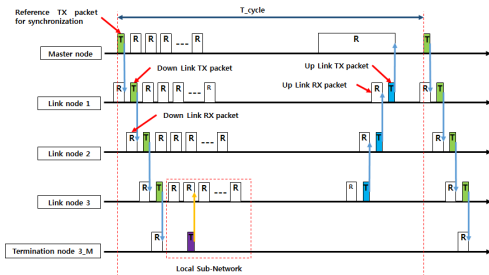 Reference TX packet
for synchronization
T_cycle
Master node
T R R R --- R
R
T
Down Link TX packet
Up Link TX packet
Up Link RX packet
Link node 1
R T R R R --- R
R T
R T
Down Link RX packet
Link node 2
R T R R R --- R
R T
R T
Link node 3
R T R R R --- R
R T
R T
Termination node 3_M
R T
R
Local Sub-Network